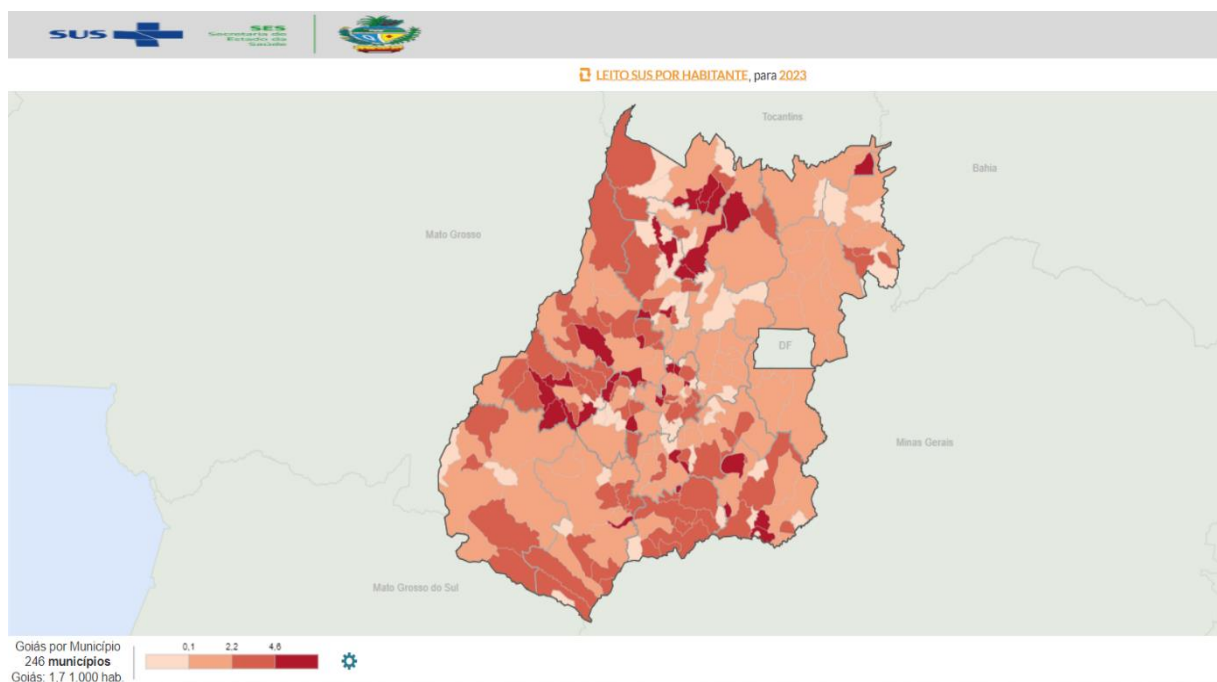 SUS
SES
Secretaria de
Estado da
Saúde
LEITO SUS POR HABITANTE, para 2023
Tocantins
Bahia
Mato Grosso
DF
Minas Gerais
Mato Grosso do Sul
Goiás por Município
246 municípios
Goiás: 1,7 1.000 hab.
0,1 2,2 4,6